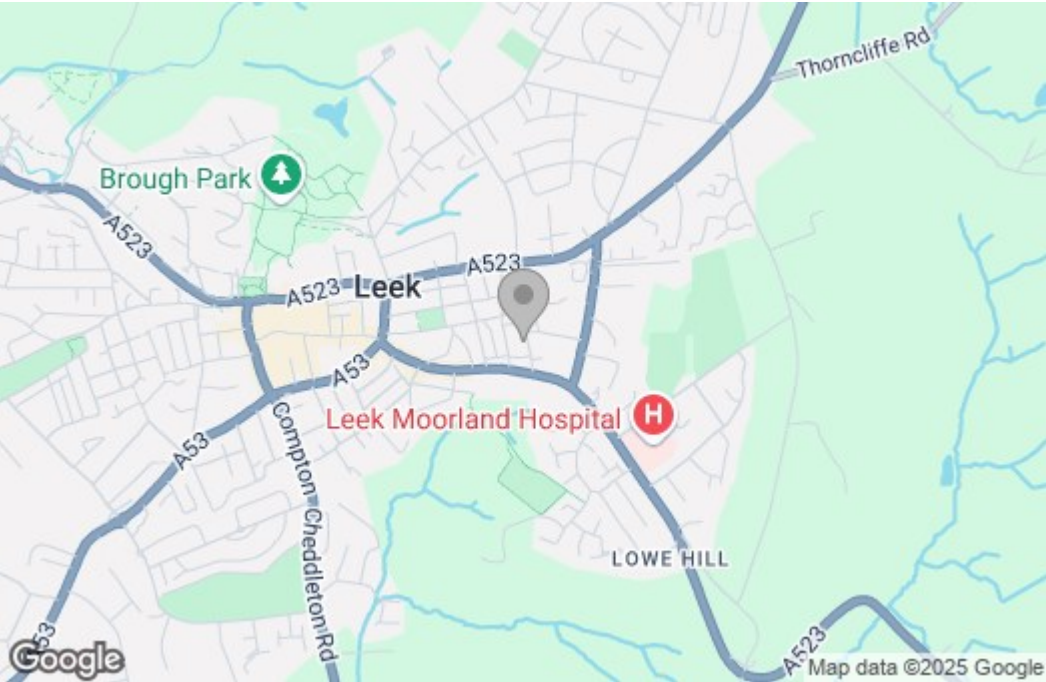 Thorncliffe Rd
Brough Park
A523
A523
A523
Leek
A53
Leek Moorland Hospital
H
A53
Compton
Cheddleton Rd
LOWE HILL
A53
A523
Google
Map data ©2025 Google